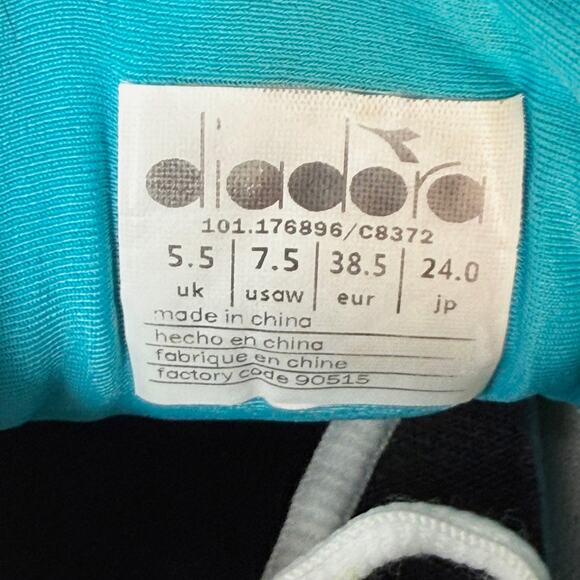 diadora
101.176896/C8372
5.5 7.5 38.5 24.0
uk usaw eur jp
made in china
hecho en china
fabrique en chine
factory code 90515